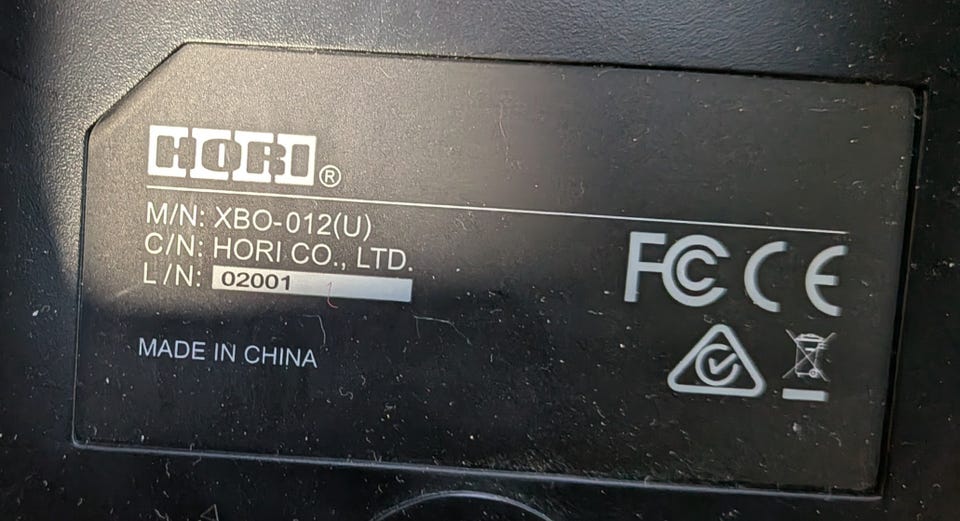 HORI®
M/N: XBO-012(U)
C/N: HORI CO., LTD.
L/N: 02001
MADE IN CHINA
FC CE